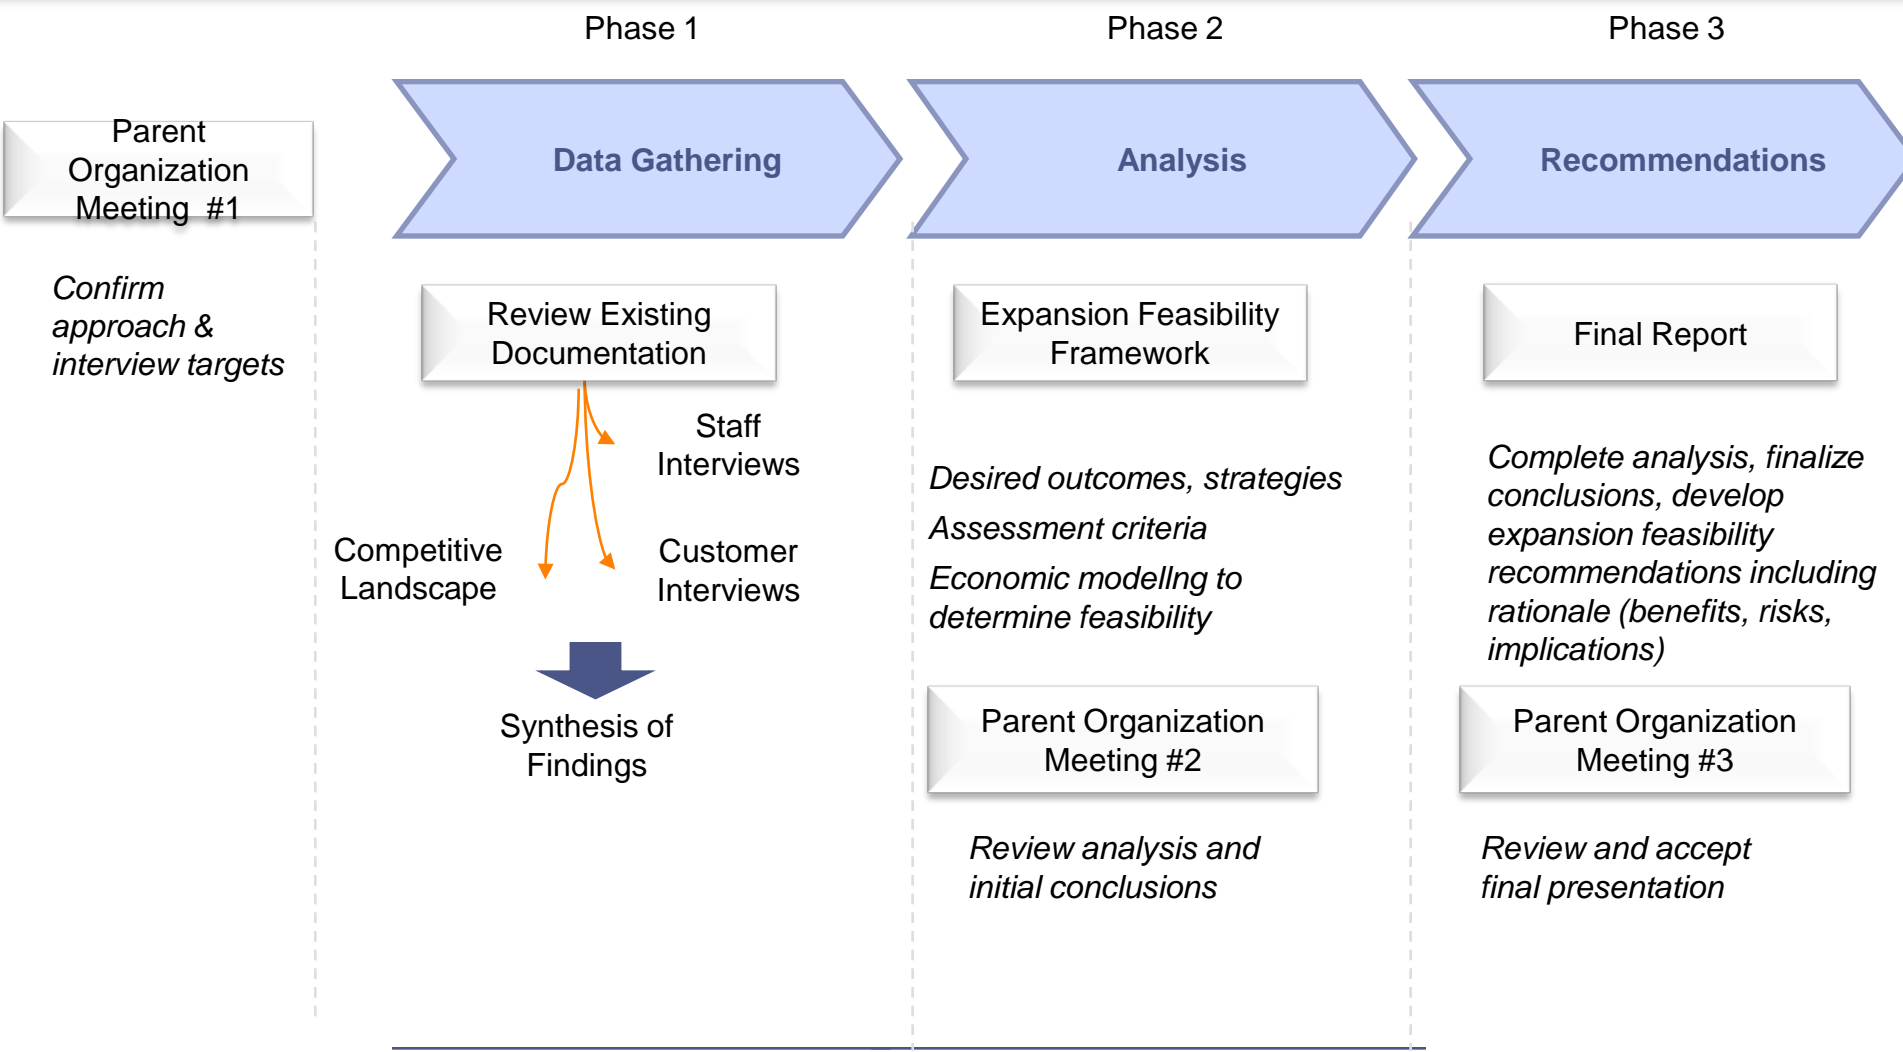 Phase 1
Phase 2
Phase 3
Parent
Organization
Meeting  #1
Data Gathering
Analysis
Recommendations
Confirm
approach &
interview targets
Review Existing
Documentation
Staff
Interviews
Competitive
Landscape
Customer
Interviews
Synthesis of
Findings
Expansion Feasibility
Framework
Desired outcomes, strategies
Assessment criteria
Economic modellng to
determine feasibility
Parent Organization
Meeting #2
Review analysis and
initial conclusions
Final Report
Complete analysis, finalize
conclusions, develop
expansion feasibility
recommendations including
rationale (benefits, risks,
implications)
Parent Organization
Meeting #3
Review and accept
final presentation